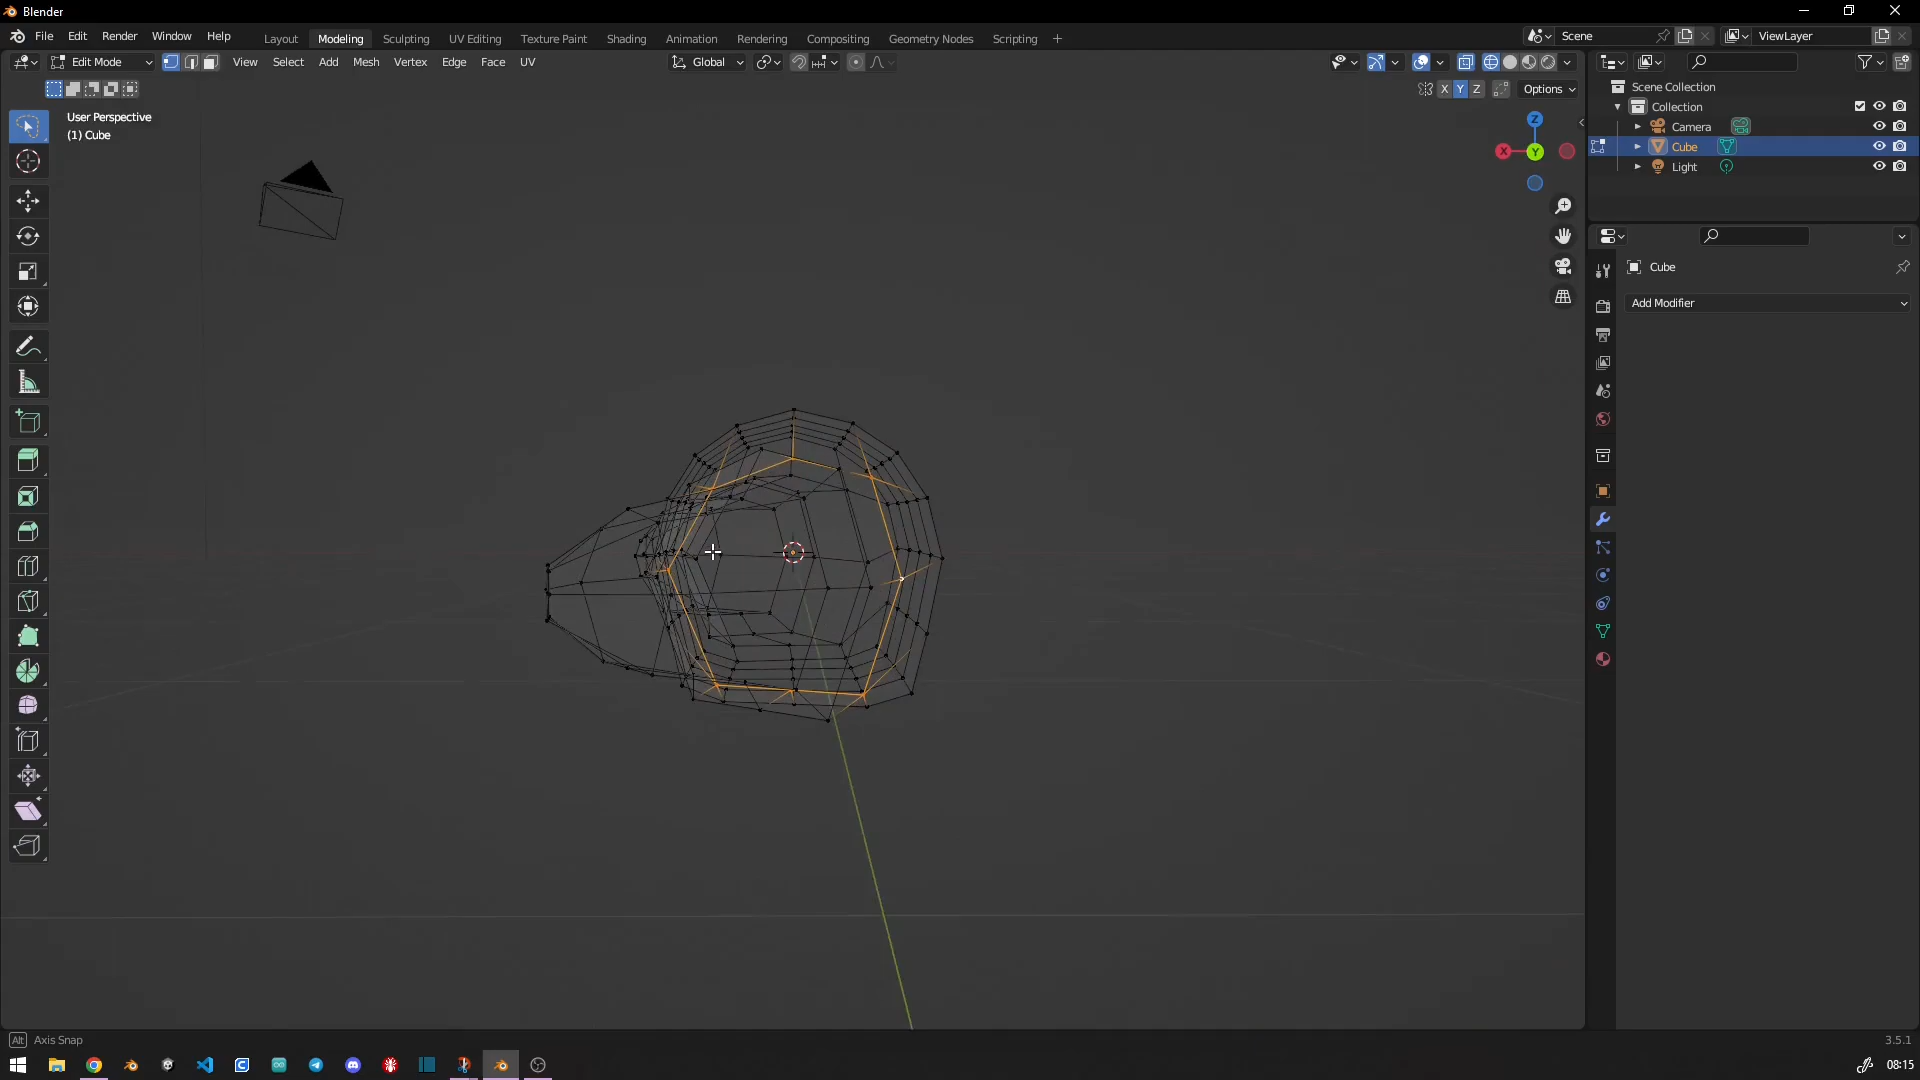 Blender
File Edit Render Window Help
Layout Modeling Sculpting UV Editing Texture Paint Shading Animation Rendering Compositing Geometry Nodes Scripting +
Scene
ViewLayer
Edit Mode
View Select Add Mesh Vertex Edge Face UV
Global
X Y Z
Options
User Perspective
(1) Cube
Z
X
Y
Scene Collection
Collection
Camera
Cube
Light
Cube
Add Modifier
Alt Axis Snap
3.5.1
08:15